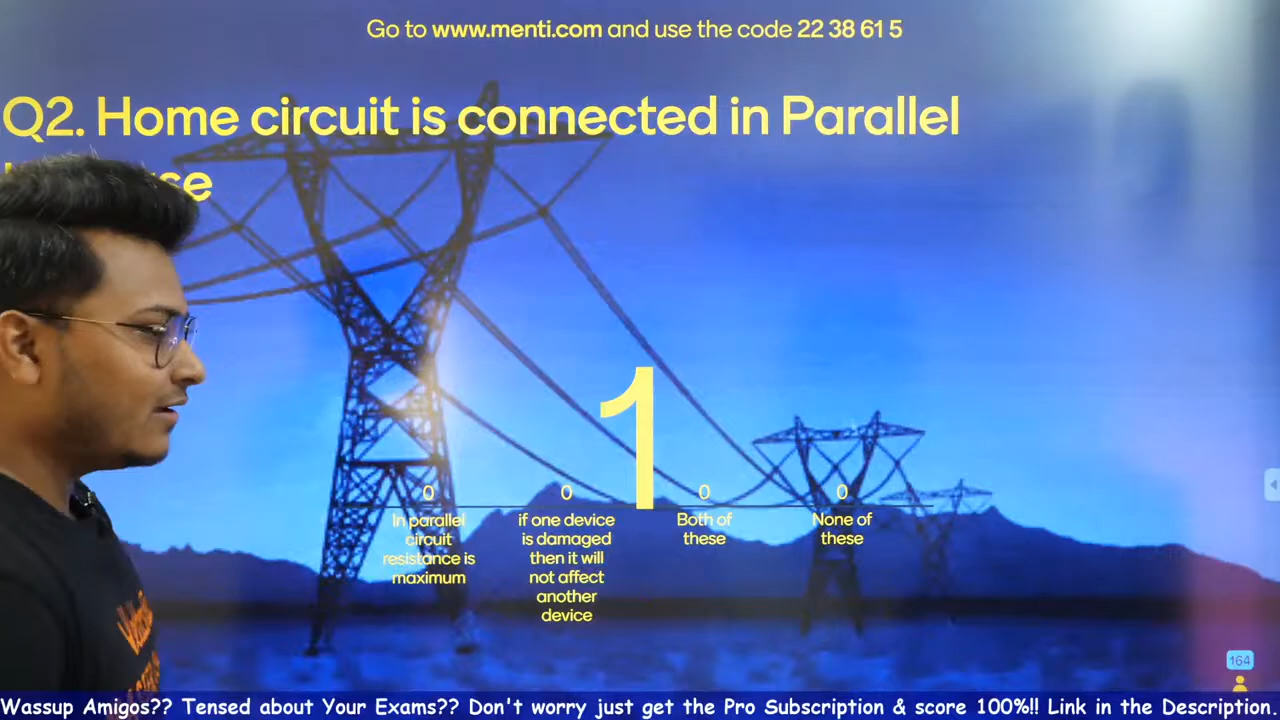 Go to www.menti.com and use the code 22 38 61 5
Q2. Home circuit is connected in Parallel
1
0
In parallel
circuit
resistance is
maximum
0
if one device
is damaged
then it will
not affect
another
device
0
Both of
these
0
None of
these
164
Wassup Amigos?? Tensed about Your Exams?? Don't worry just get the Pro Subscription & score 100%!! Link in the Description.